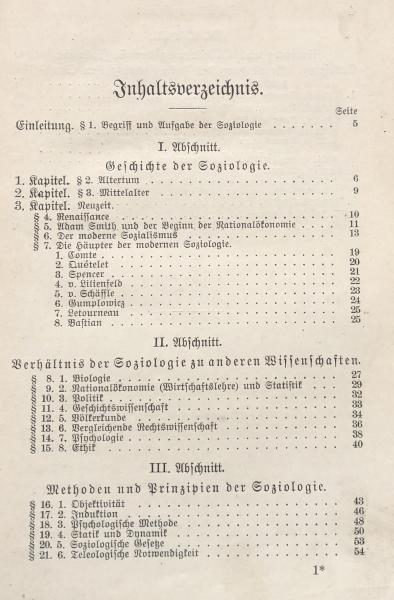 Inhaltsverzeichnis.
Seite
Einleitung. § 1. Begriff und Aufgabe der Soziologie . . . . . . . 5
I. Abschnitt.
Geschichte der Soziologie.
1. Kapitel. § 2. Altertum . . . . . . . . . . . . . . . . 6
2. Kapitel. § 3. Mittelalter . . . . . . . . . . . . . . . 9
3. Kapitel. Neuzeit.
§ 4. Renaissance . . . . . . . . . . . . . . . . . . 10
§ 5. Adam Smith und der Beginn der Nationalökonomie . . . . . 11
§ 6. Der moderne Sozialismus . . . . . . . . . . . . . 13
§ 7. Die Häupter der modernen Soziologie.
1. Comte . . . . . . . . . . . . . . . . . . . 19
2. Quételet . . . . . . . . . . . . . . . . . . 20
3. Spencer . . . . . . . . . . . . . . . . . . 21
4. v. Lilienfeld . . . . . . . . . . . . . . . . 22
5. v. Schäffle . . . . . . . . . . . . . . . . . 23
6. Gumplowicz . . . . . . . . . . . . . . . . . 24
7. Letourneau . . . . . . . . . . . . . . . . . 25
8. Bastian . . . . . . . . . . . . . . . . . . 25
II. Abschnitt.
Verhältnis der Soziologie zu anderen Wissenschaften.
§ 8. 1. Biologie . . . . . . . . . . . . . . . . . . 27
§ 9. 2. Nationalökonomie (Wirtschaftslehre) und Statistik . . . 29
§ 10. 3. Politik . . . . . . . . . . . . . . . . . . 32
§ 11. 4. Geschichtswissenschaft . . . . . . . . . . . . 33
§ 12. 5. Völkerkunde . . . . . . . . . . . . . . . . 34
§ 13. 6. Vergleichende Rechtswissenschaft . . . . . . . . 36
§ 14. 7. Psychologie . . . . . . . . . . . . . . . . 38
§ 15. 8. Ethik . . . . . . . . . . . . . . . . . . . 40
III. Abschnitt.
Methoden und Prinzipien der Soziologie.
§ 16. 1. Objektivität . . . . . . . . . . . . . . . . 43
§ 17. 2. Induktion . . . . . . . . . . . . . . . . . 46
§ 18. 3. Psychologische Methode . . . . . . . . . . . . 48
§ 19. 4. Statik und Dynamik . . . . . . . . . . . . . 50
§ 20. 5. Soziologische Gesetze . . . . . . . . . . . . 53
§ 21. 6. Teleologische Notwendigkeit . . . . . . . . . . 54
1*